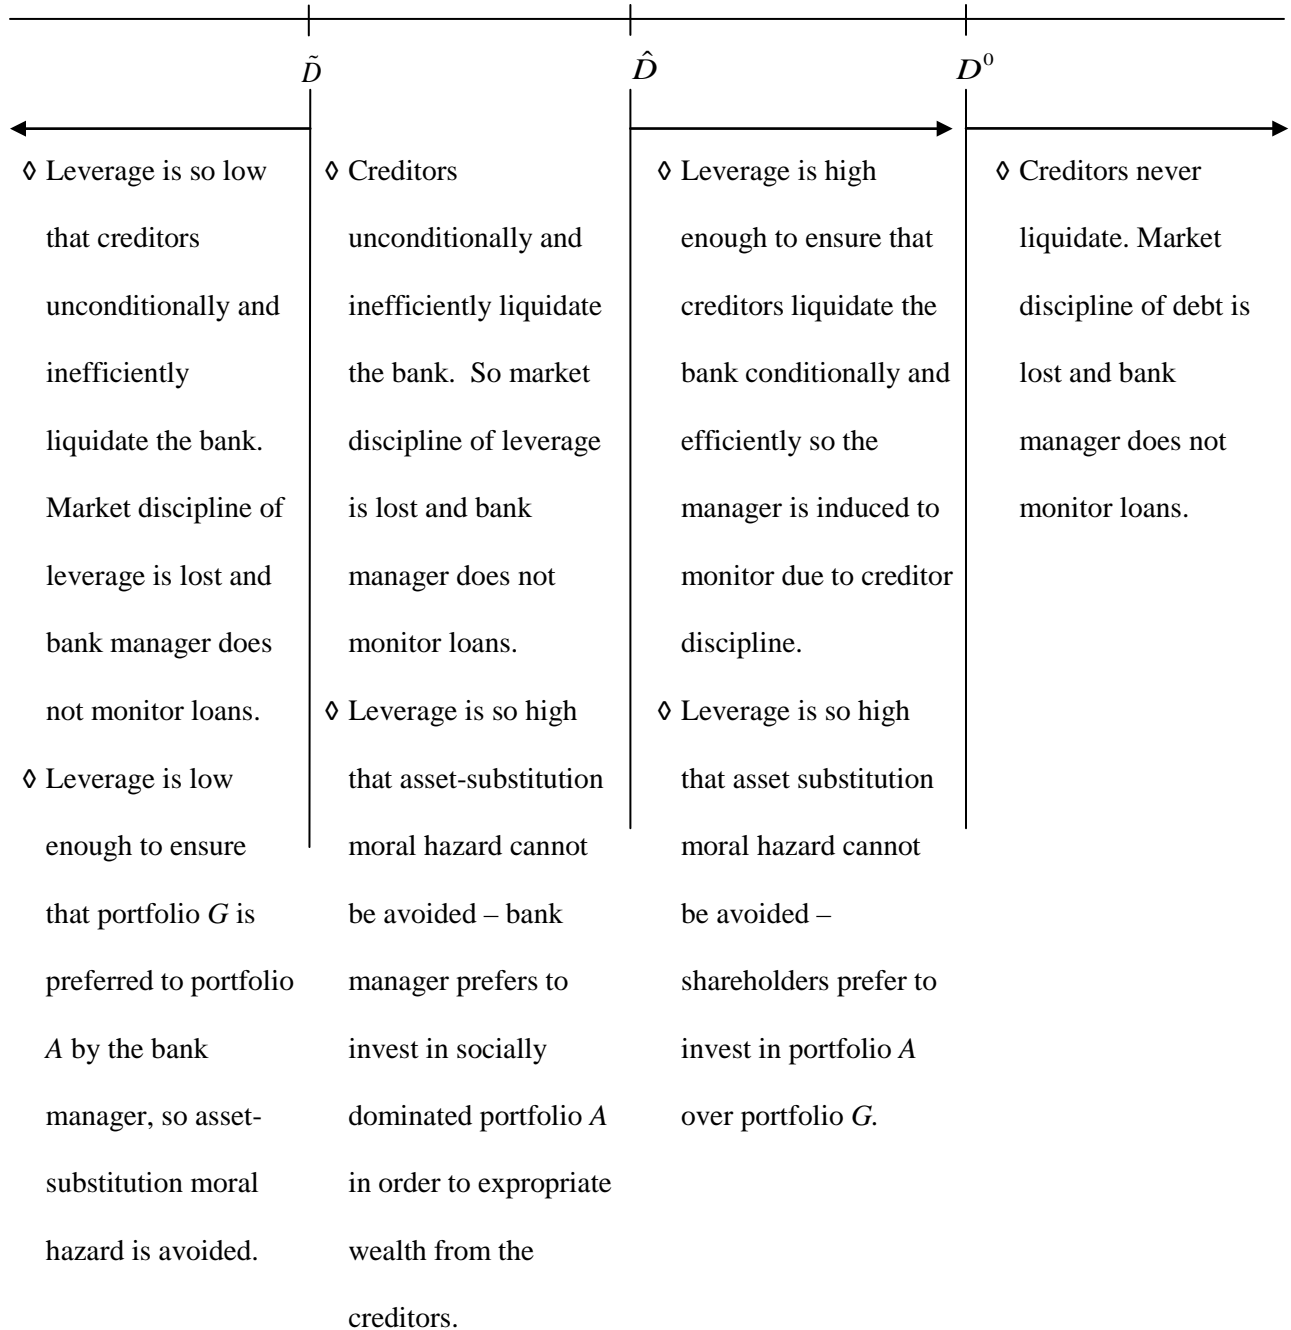 D̃
D̂
D⁰
◊ Leverage is so low
that creditors
unconditionally and
inefficiently
liquidate the bank.
Market discipline of
leverage is lost and
bank manager does
not monitor loans.
◊ Leverage is low
enough to ensure
that portfolio G is
preferred to portfolio
A by the bank
manager, so asset-
substitution moral
hazard is avoided.
◊ Creditors
unconditionally and
inefficiently liquidate
the bank. So market
discipline of leverage
is lost and bank
manager does not
monitor loans.
◊ Leverage is so high
that asset-substitution
moral hazard cannot
be avoided – bank
manager prefers to
invest in socially
dominated portfolio A
in order to expropriate
wealth from the
creditors.
◊ Leverage is high
enough to ensure that
creditors liquidate the
bank conditionally and
efficiently so the
manager is induced to
monitor due to creditor
discipline.
◊ Leverage is so high
that asset substitution
moral hazard cannot
be avoided –
shareholders prefer to
invest in portfolio A
over portfolio G.
◊ Creditors never
liquidate. Market
discipline of debt is
lost and bank
manager does not
monitor loans.